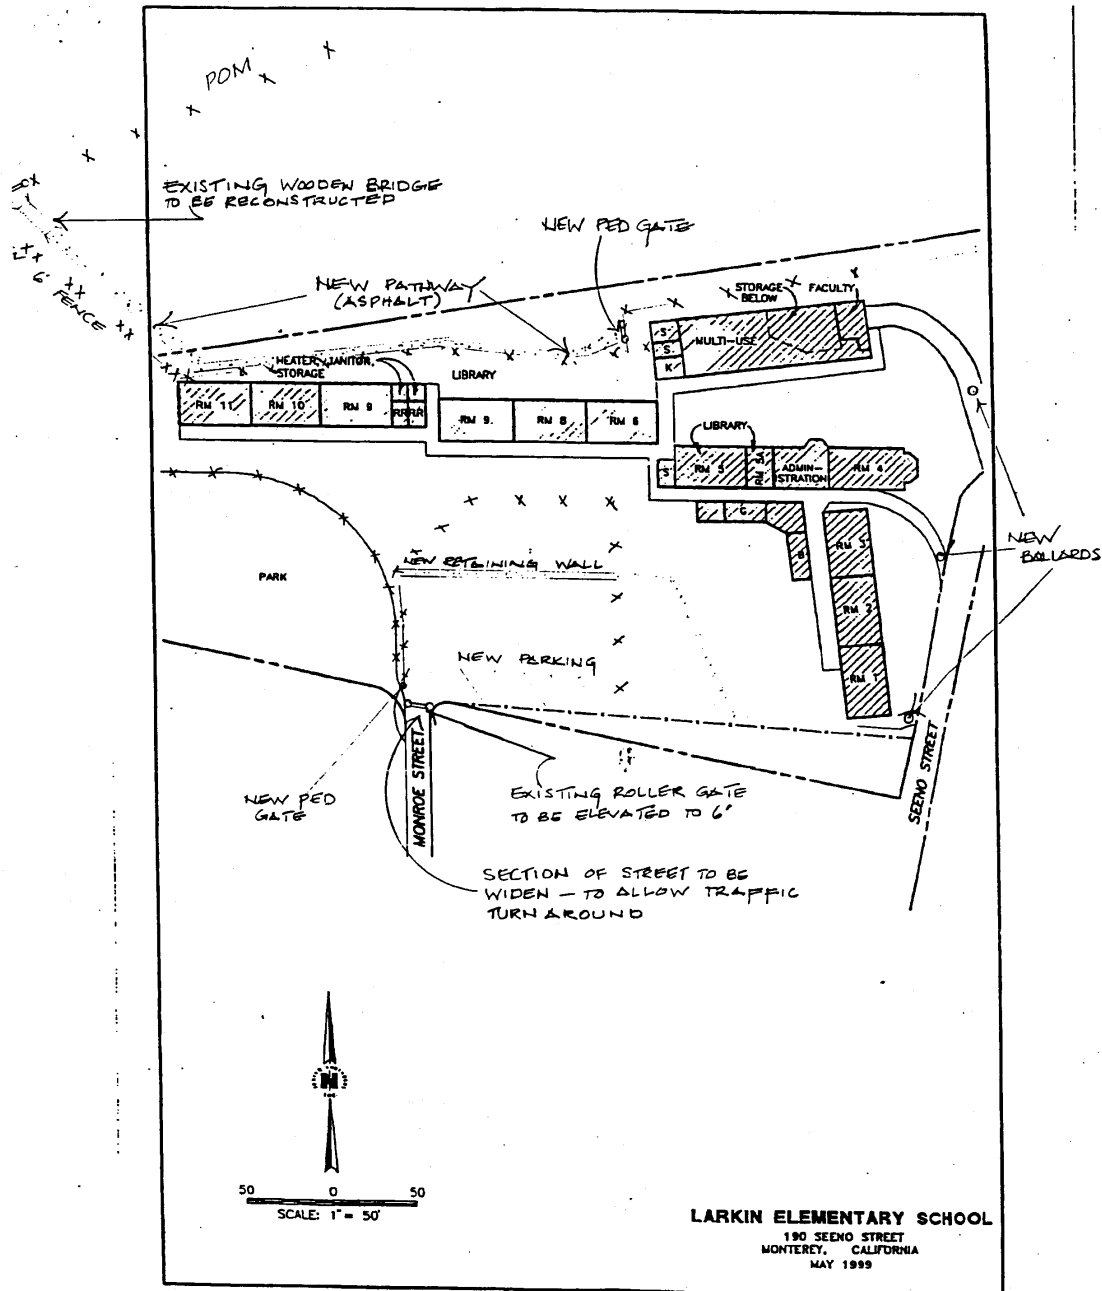 POM
EXISTING WOODEN BRIDGE
TO BE RECONSTRUCTED
NEW PED GATE
6' FENCE
NEW PATHWAY
(ASPHALT)
STORAGE
BELOW
FACULTY
S
S
K
MULTI-USE
HEATER, JANITOR,
STORAGE
LIBRARY
RM 11
RM 10
RM 9
RR
RR
RM 9
RM 8
RM 6
LIBRARY
S
RM 5
RM 5A
ADMIN-
ISTRATION
RM 4
B
RM 3
RM 2
RM 1
NEW
BALLARDS
NEW RETAINING WALL
PARK
NEW PARKING
MONROE STREET
SEENO STREET
NEW PED
GATE
EXISTING ROLLER GATE
TO BE ELEVATED TO 6'
SECTION OF STREET TO BE
WIDEN – TO ALLOW TRAFFIC
TURN AROUND
N
50 0 50
SCALE: 1" = 50'
LARKIN ELEMENTARY SCHOOL
190 SEENO STREET
MONTEREY, CALIFORNIA
MAY 1999